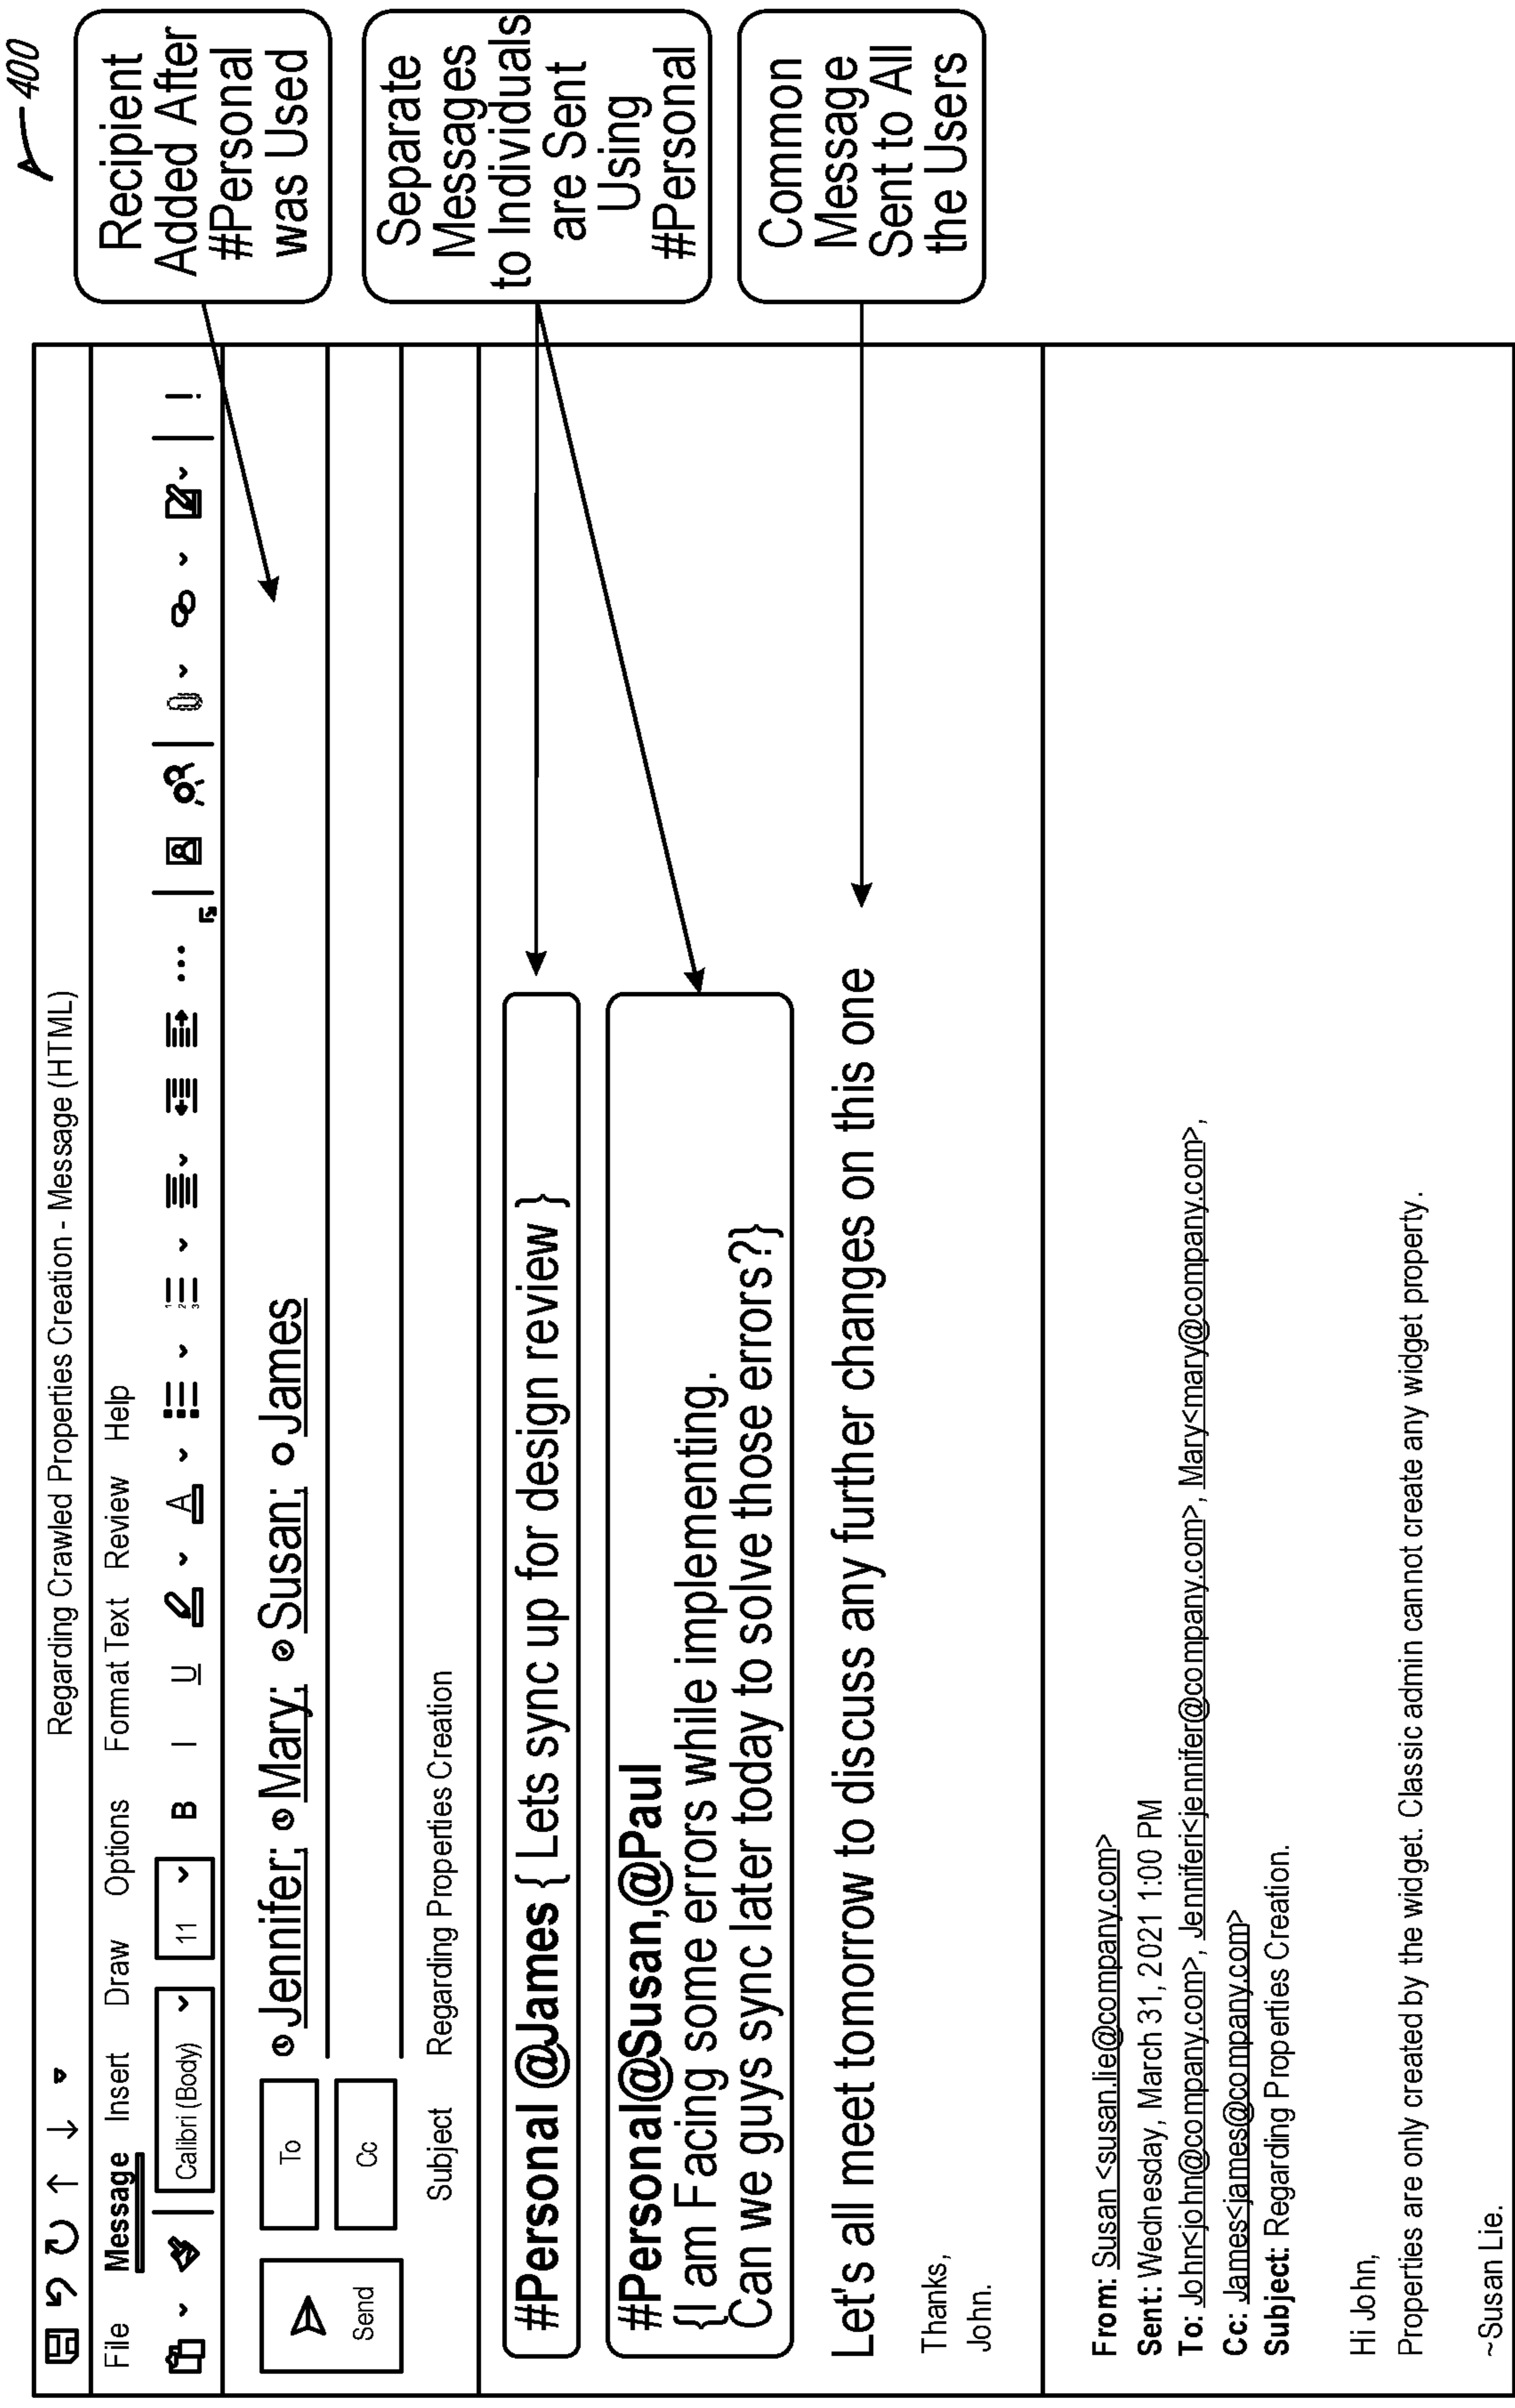 400
Regarding Crawled Properties Creation - Message (HTML)
File Message Insert Draw Options Format Text Review Help
Calibri (Body) 11 B I U A
1
2
3
Send
To
Jennifer; Mary; Susan; James
Cc
Subject Regarding Properties Creation
#Personal @James { Lets sync up for design review }
#Personal@Susan,@Paul
{I am Facing some errors while implementing.
Can we guys sync later today to solve those errors?}
Let's all meet tomorrow to discuss any further changes on this one
Thanks,
John.
From: Susan <susan.lie@company.com>
Sent: Wednesday, March 31, 2021 1:00 PM
To: John<john@company.com>, Jenniferi<jennifer@company.com>, Mary<mary@company.com>,
Cc: James<james@company.com>
Subject: Regarding Properties Creation.
Hi John,
Properties are only created by the widget. Classic admin cannot create any widget property.
~Susan Lie.
Recipient
Added After
#Personal
was Used
Separate
Messages
to Individuals
are Sent
Using
#Personal
Common
Message
Sent to All
the Users